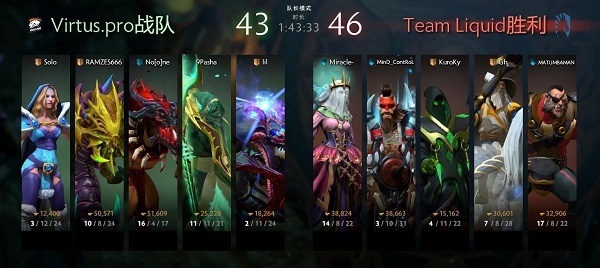 Virtus.pro战队
43
队长模式
时长
1:43:33
46
Team Liquid胜利
Solo
RAMZES666
No[o]ne
9Pasha
lil
Miracle-
MinD_ContRoL
KuroKy
Gh
MATUMBAMAN
12,400
50,571
51,609
25,228
18,264
38,824
38,663
15,162
30,601
32,906
3 / 12 / 24
10 / 8 / 24
16 / 4 / 17
11 / 11 / 21
2 / 11 / 24
14 / 8 / 22
3 / 10 / 31
4 / 11 / 22
7 / 8 / 28
17 / 8 / 22